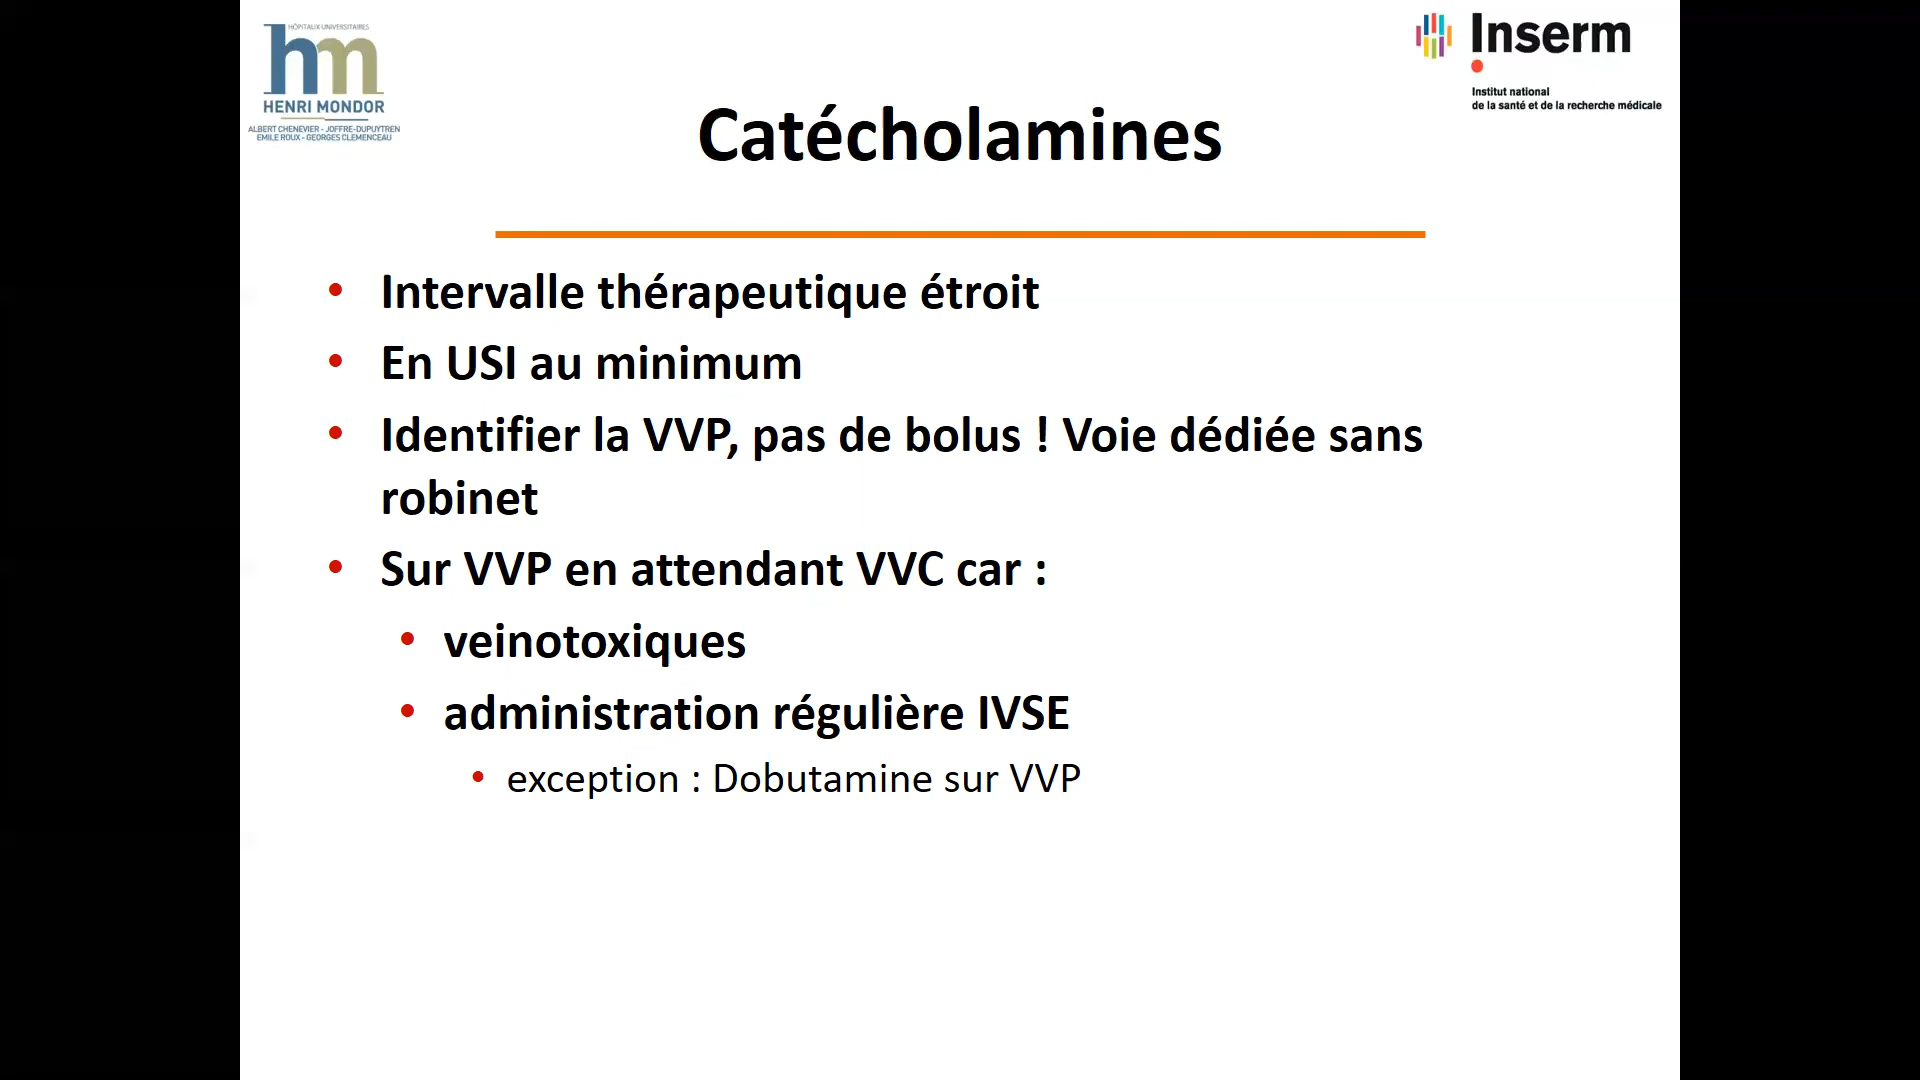 HÔPITAUX UNIVERSITAIRES
hm
HENRI MONDOR
ALBERT CHENEVIER - JOFFRE-DUPUYTREN
EMILE ROUX - GEORGES CLEMENCEAU
Inserm
Institut national
de la santé et de la recherche médicale
Catécholamines
• Intervalle thérapeutique étroit
• En USI au minimum
• Identifier la VVP, pas de bolus ! Voie dédiée sans
robinet
• Sur VVP en attendant VVC car :
• veinotoxiques
• administration régulière IVSE
• exception : Dobutamine sur VVP